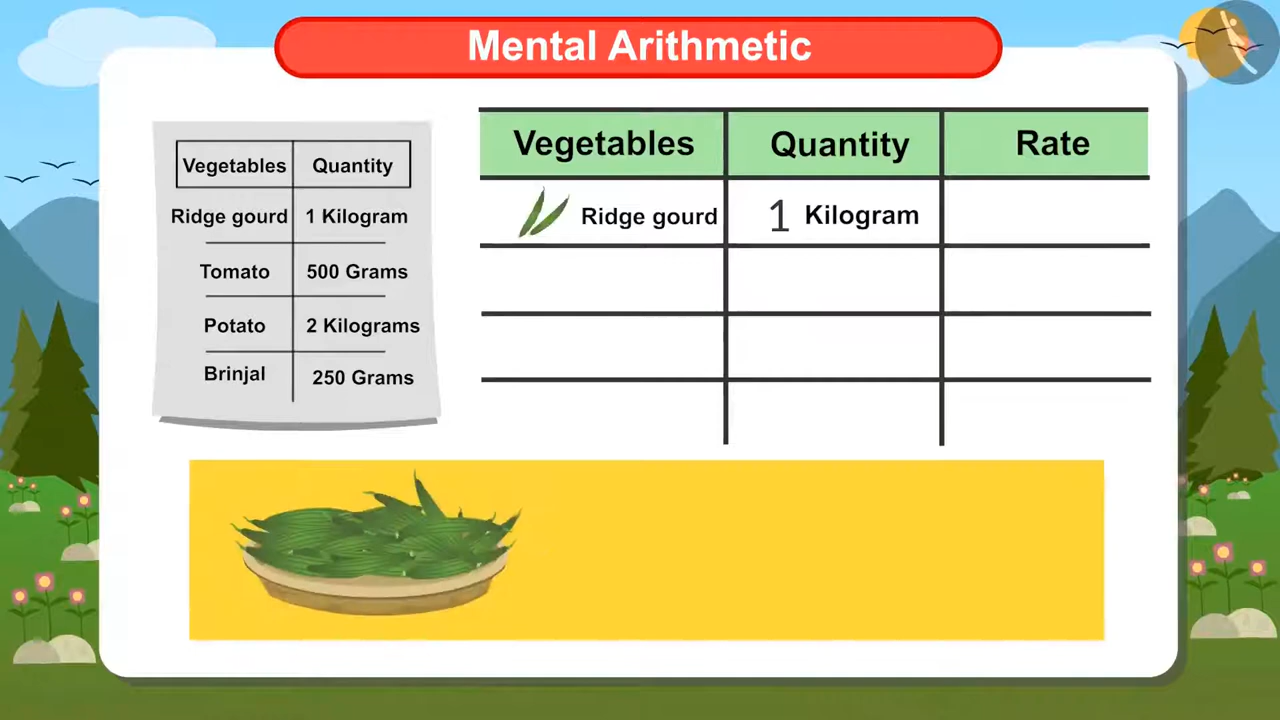 Mental Arithmetic
Vegetables Quantity
Ridge gourd 1 Kilogram
Tomato 500 Grams
Potato 2 Kilograms
Brinjal 250 Grams
Vegetables Quantity Rate
Ridge gourd 1 Kilogram